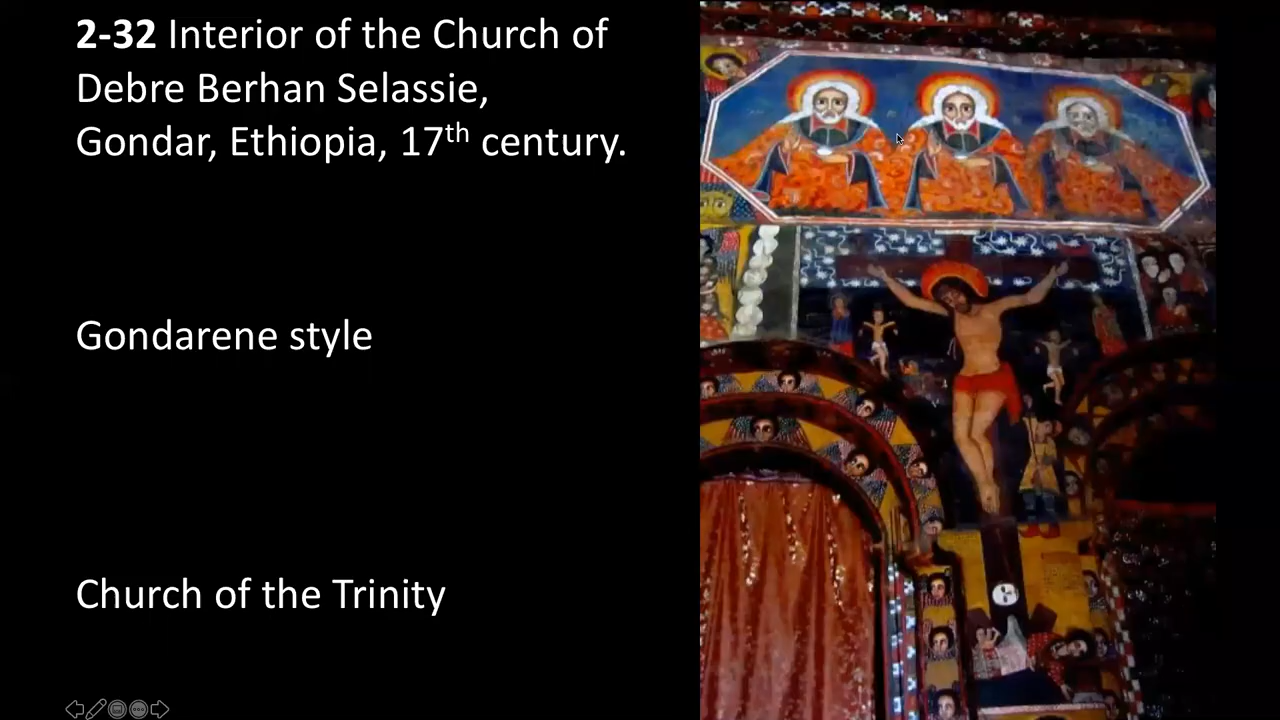 2-32 Interior of the Church of
Debre Berhan Selassie,
Gondar, Ethiopia, 17th century.
Gondarene style
Church of the Trinity